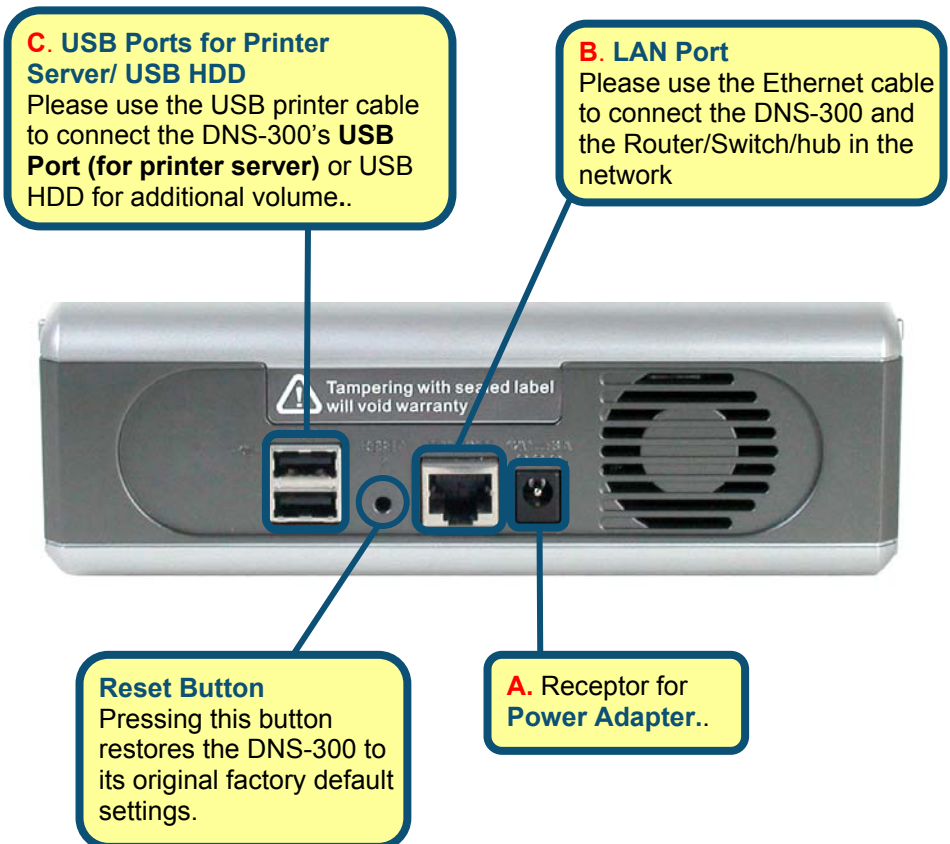 C. USB Ports for Printer
Server/ USB HDD
Please use the USB printer cable
to connect the DNS-300’s USB
Port (for printer server) or USB
HDD for additional volume..
B. LAN Port
Please use the Ethernet cable
to connect the DNS-300 and
the Router/Switch/hub in the
network
Tampering with sealed label
will void warranty
Reset Button
Pressing this button
restores the DNS-300 to
its original factory default
settings.
A. Receptor for
Power Adapter..